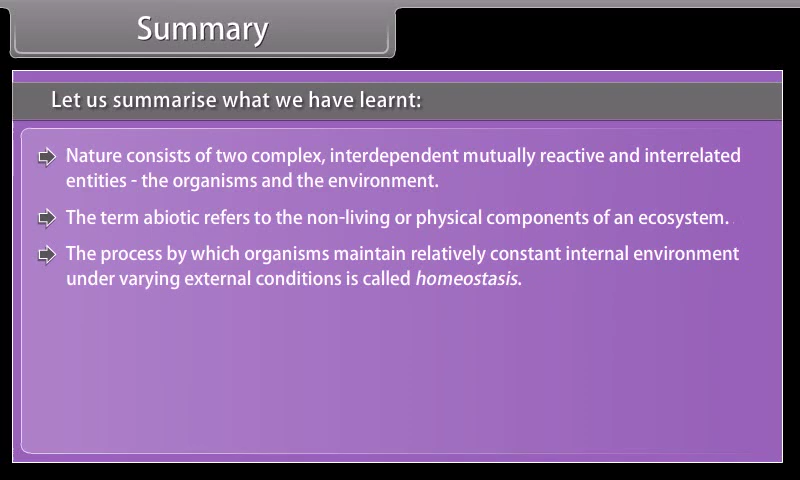 Summary
Let us summarise what we have learnt:
Nature consists of two complex, interdependent mutually reactive and interrelated
entities - the organisms and the environment.
The term abiotic refers to the non-living or physical components of an ecosystem.
The process by which organisms maintain relatively constant internal environment
under varying external conditions is called homeostasis.